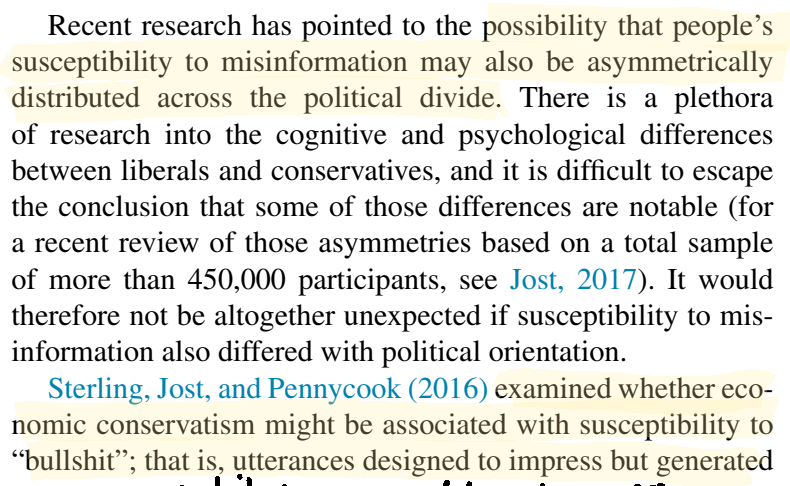 Recent research has pointed to the possibility that people's
susceptibility to misinformation may also be asymmetrically
distributed across the political divide. There is a plethora
of research into the cognitive and psychological differences
between liberals and conservatives, and it is difficult to escape
the conclusion that some of those differences are notable (for
a recent review of those asymmetries based on a total sample
of more than 450,000 participants, see Jost, 2017). It would
therefore not be altogether unexpected if susceptibility to mis-
information also differed with political orientation.
Sterling, Jost, and Pennycook (2016) examined whether eco-
nomic conservatism might be associated with susceptibility to
“bullshit”; that is, utterances designed to impress but generated